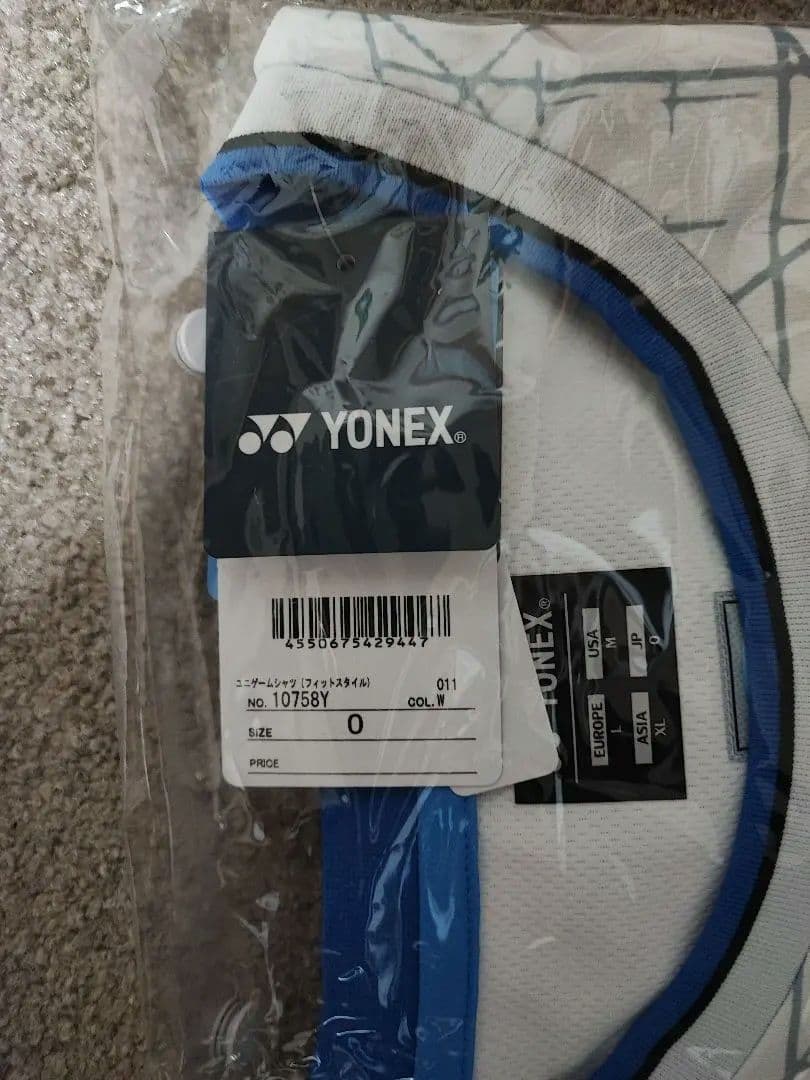 YONEX®
4550675429447
ユニゲームシャツ(フィットスタイル) 011
NO. 10758Y COL. W
SIZE O
PRICE
YONEX®
USA M
JP O
EUROPE L
ASIA XL